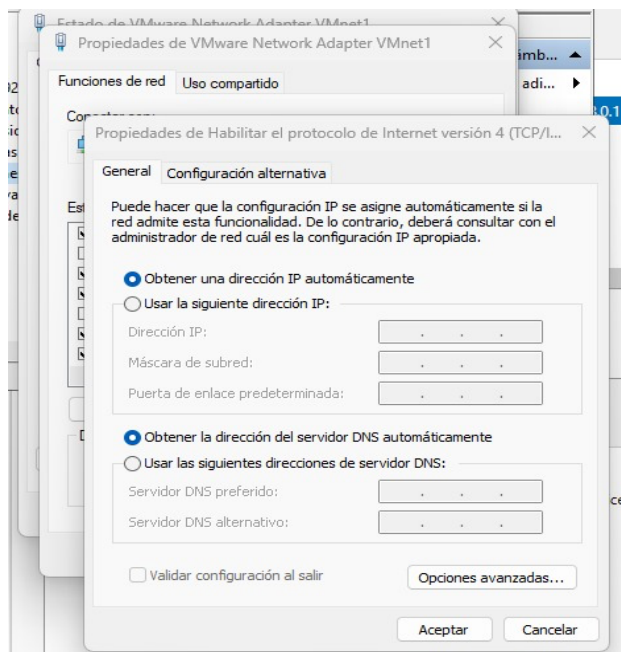 Estado de VMware Network Adapter VMnet1
Propiedades de VMware Network Adapter VMnet1
Funciones de red
Uso compartido
Propiedades de Habilitar el protocolo de Internet versión 4 (TCP/I...
General
Configuración alternativa
Puede hacer que la configuración IP se asigne automáticamente si la
red admite esta funcionalidad. De lo contrario, deberá consultar con el
administrador de red cuál es la configuración IP apropiada.
Obtener una dirección IP automáticamente
Usar la siguiente dirección IP:
Dirección IP:
Máscara de subred:
Puerta de enlace predeterminada:
Obtener la dirección del servidor DNS automáticamente
Usar las siguientes direcciones de servidor DNS:
Servidor DNS preferido:
Servidor DNS alternativo:
Validar configuración al salir
Opciones avanzadas...
Aceptar
Cancelar